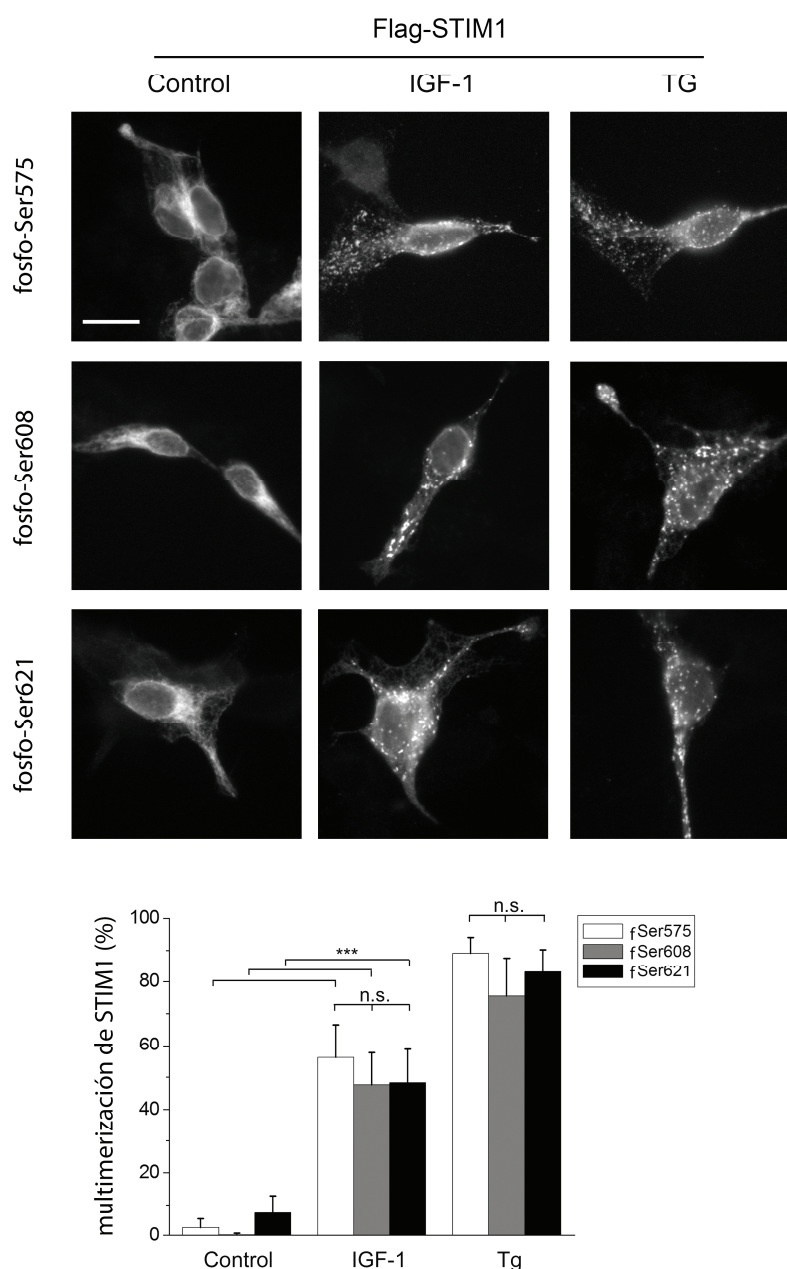 Flag-STIM1
Control IGF-1 TG
fosfo-Ser575
fosfo-Ser608
fosfo-Ser621
multimerización de STIM1 (%)
100
80
60
40
20
0
***
n.s.
n.s.
fSer575
fSer608
fSer621
Control IGF-1 Tg